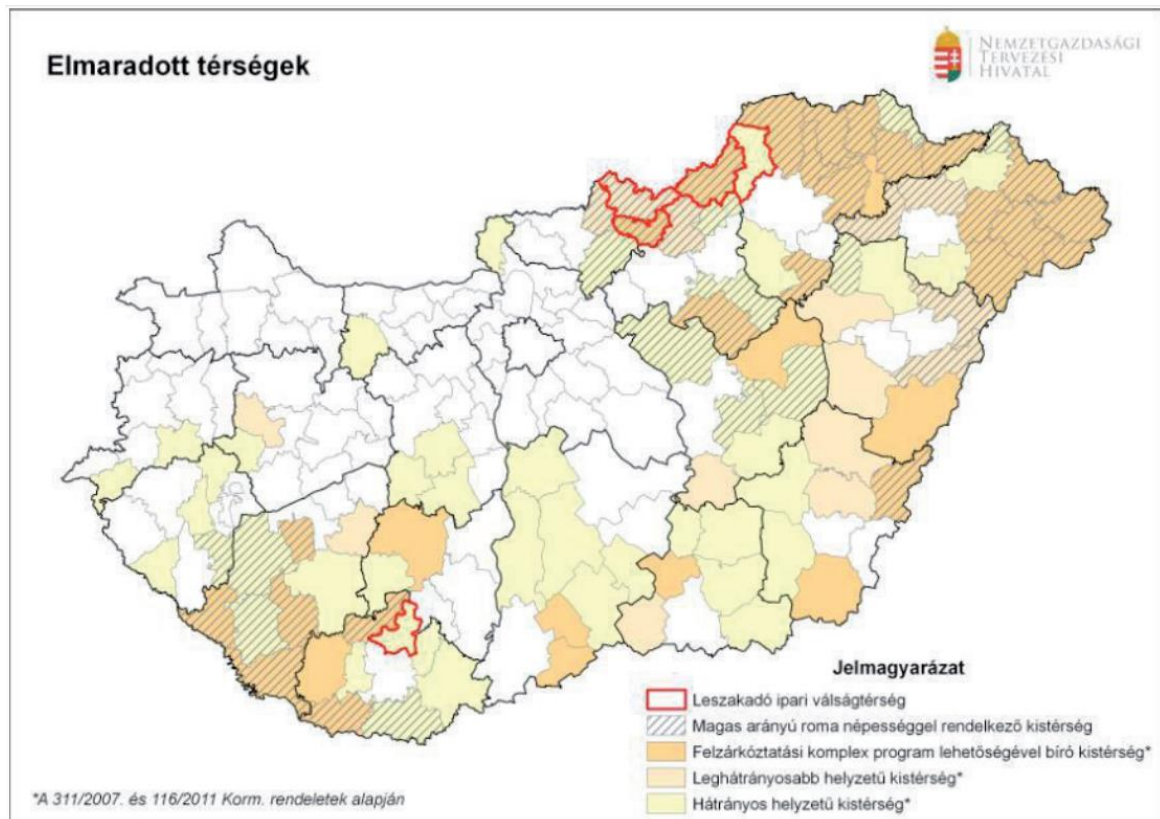 Elmaradott térségek
NEMZETGAZDASÁGI
TERVEZÉSI
HIVATAL
Jelmagyarázat
Leszakadó ipari válságtérség
Magas arányú roma népességgel rendelkező kistérség
Felzárkóztatási komplex program lehetőségével bíró kistérség*
Leghátrányosabb helyzetű kistérség*
Hátrányos helyzetű kistérség*
*A 311/2007. és 116/2011 Korm. rendeletek alapján